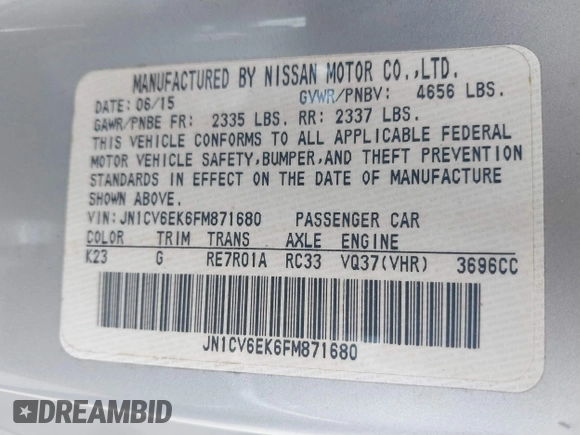 MANUFACTURED BY NISSAN MOTOR CO.,LTD.
DATE: 06/15 GVWR/PNBV: 4656 LBS.
GAWR/PNBE FR: 2335 LBS. RR: 2337 LBS.
THIS VEHICLE CONFORMS TO ALL APPLICABLE FEDERAL
MOTOR VEHICLE SAFETY,BUMPER,AND THEFT PREVENTION
STANDARDS IN EFFECT ON THE DATE OF MANUFACTURE
SHOWN ABOVE.
VIN:JN1CV6EK6FM871680 PASSENGER CAR
COLOR TRIM TRANS AXLE ENGINE
K23 G RE7R01A RC33 VQ37(VHR) 3696CC
JN1CV6EK6FM871680
DREAMBID